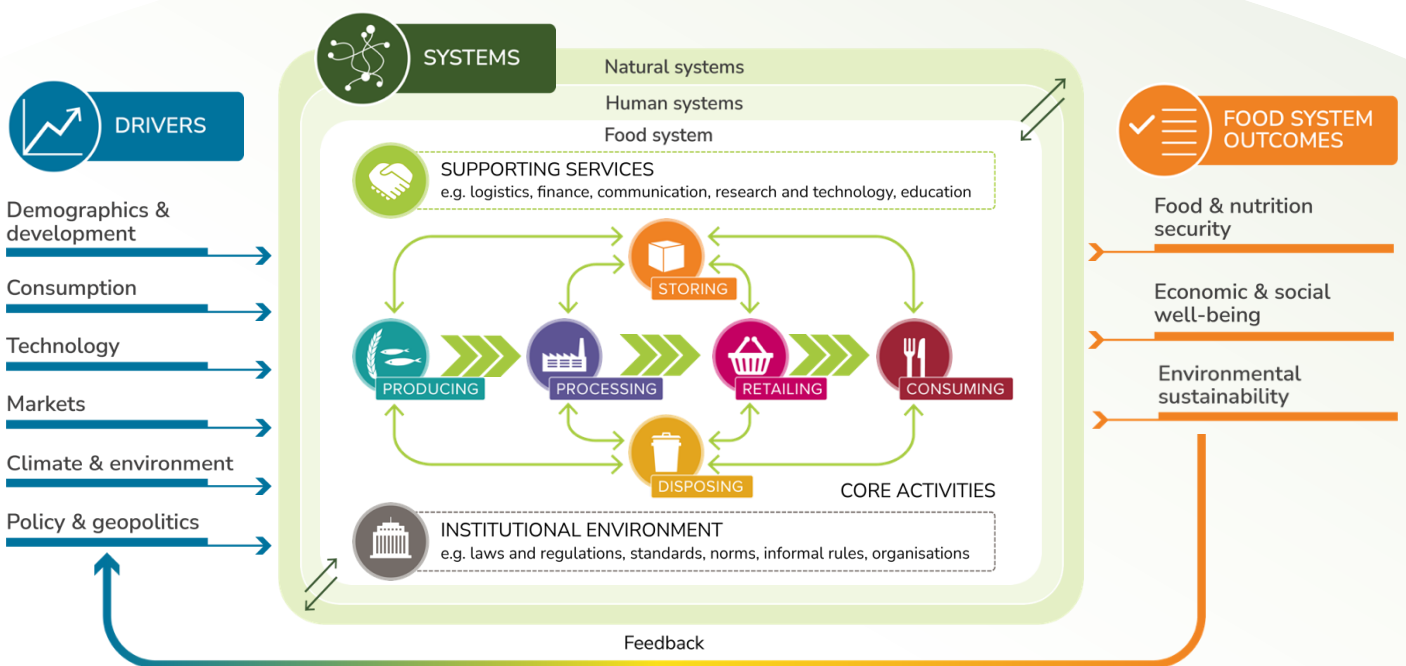 DRIVERS
Demographics &
development
Consumption
Technology
Markets
Climate & environment
Policy & geopolitics
SYSTEMS
Natural systems
Human systems
Food system
SUPPORTING SERVICES
e.g. logistics, finance, communication, research and technology, education
STORING
PRODUCING
PROCESSING
RETAILING
CONSUMING
DISPOSING
CORE ACTIVITIES
INSTITUTIONAL ENVIRONMENT
e.g. laws and regulations, standards, norms, informal rules, organisations
FOOD SYSTEM
OUTCOMES
Food & nutrition
security
Economic & social
well-being
Environmental
sustainability
Feedback